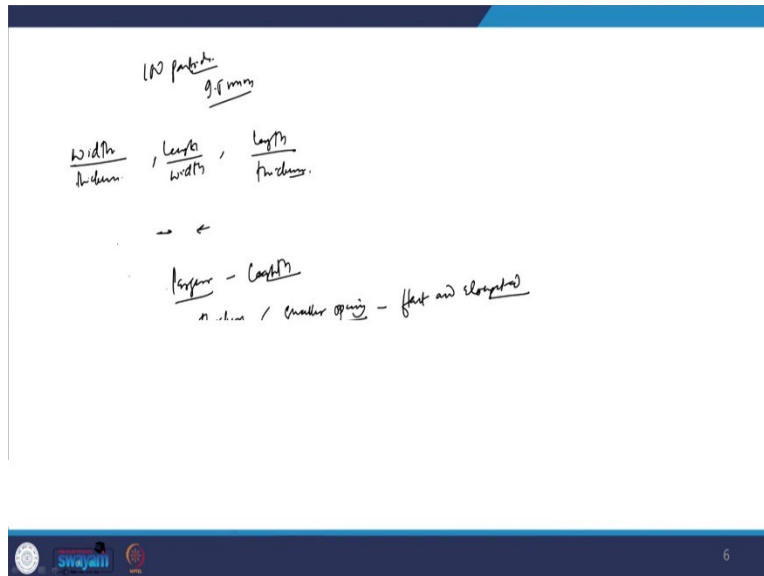 100 particles
9.5 mm
width , length , length
thickness width thickness.
→ ←
larger - length
thickness / smaller opening - flat and elongated
swayam
6